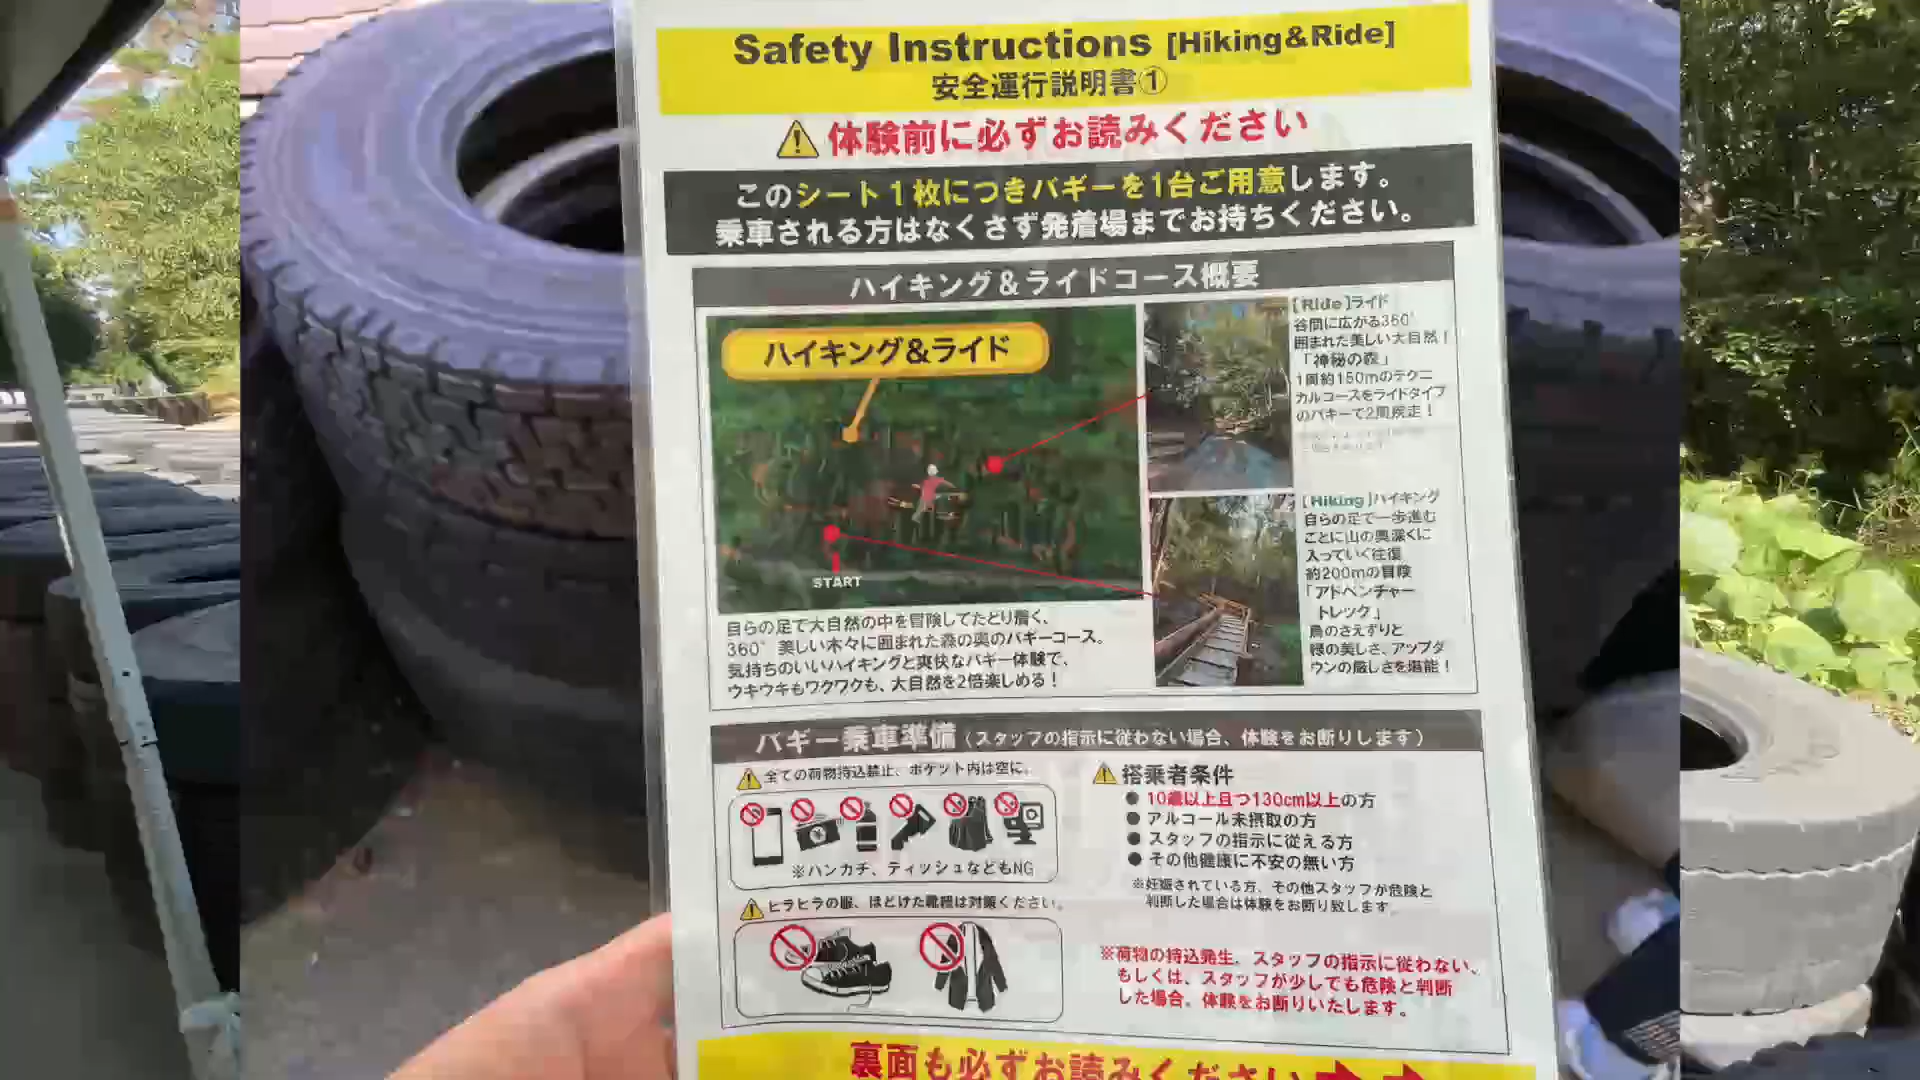 Safety Instructions [Hiking&Ride]
安全運行説明書①
体験前に必ずお読みください
このシート1枚につきバギーを1台ご用意します。
乗車される方はなくさず発着場までお持ちください。
ハイキング&ライドコース概要
ハイキング&ライド
START
[Ride]ライド
谷間に広がる360°
囲まれた美しい大自然!
「神秘の森」
1周約150mのテクニ
カルコースをライドタイプ
のバギーで2周疾走!
[Hiking]ハイキング
自らの足で一歩進む
ごとに山の奥深くに
入っていく往復
約200mの冒険
「アドベンチャー
トレック」
鳥のさえずりと
緑の美しさ、アップダ
ウンの厳しさを堪能!
自らの足で大自然の中を冒険してたどり着く、
360°美しい木々に囲まれた森の奥のバギーコース。
気持ちのいいハイキングと爽快なバギー体験で、
ウキウキもワクワクも、大自然を2倍楽しめる!
バギー乗車準備(スタッフの指示に従わない場合、体験をお断りします)
全ての荷物持込禁止、ポケット内は空に。
※ハンカチ、ティッシュなどもNG
ヒラヒラの服、ほどけた靴紐は対策ください。
搭乗者条件
● 10歳以上且つ130cm以上の方
● アルコール未摂取の方
● スタッフの指示に従える方
● その他健康に不安の無い方
※妊娠されている方、その他スタッフが危険と
判断した場合は体験をお断り致します。
※荷物の持込発生、スタッフの指示に従わない、
もしくは、スタッフが少しでも危険と判断
した場合、体験をお断りいたします。
裏面も必ずお読みください